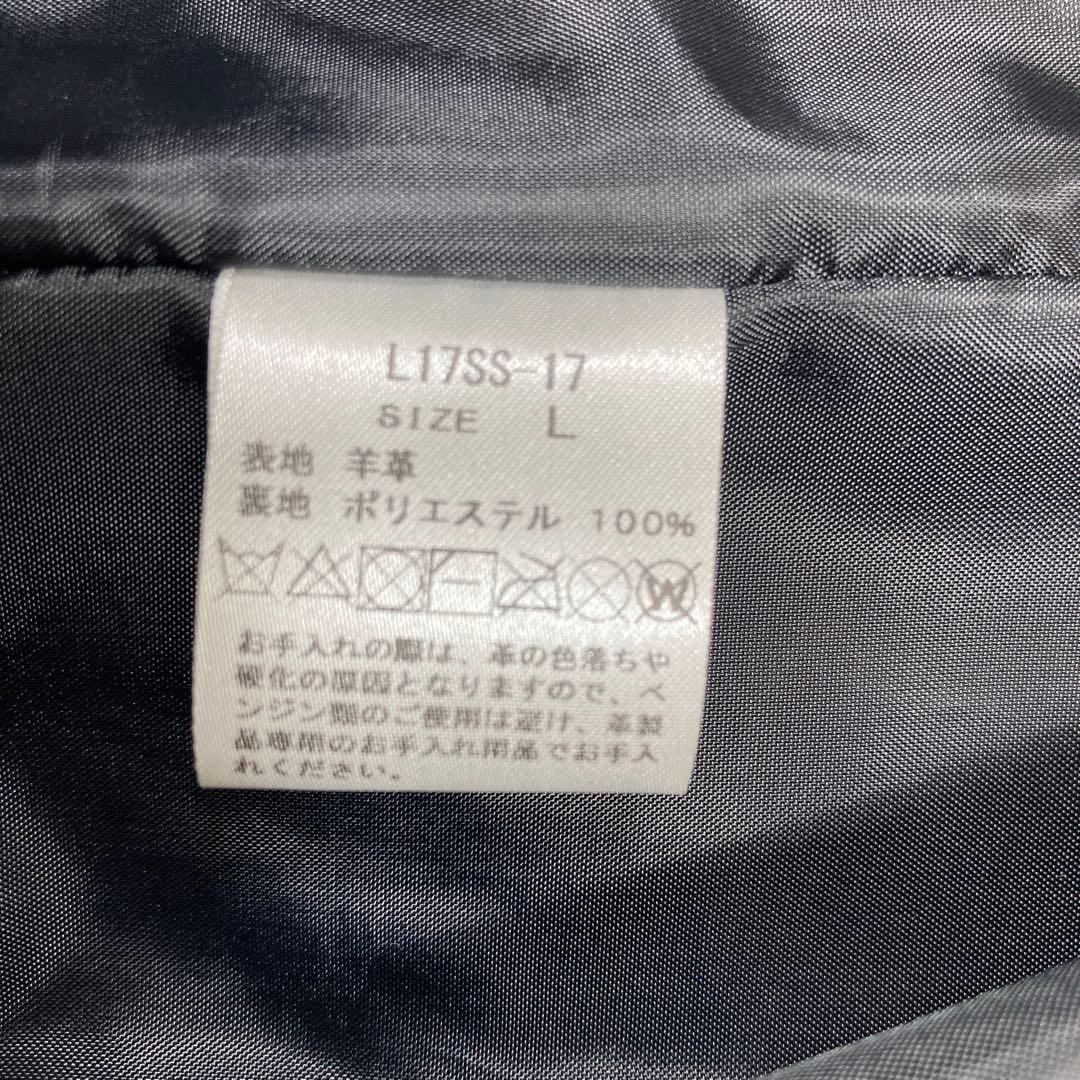 L17SS-17
SIZE L
表地 羊革
裏地 ポリエステル 100%
W
お手入れの際は、革の色落ちや
硬化の原因となりますので、ベ
ンジン類のご使用は避け、革製
品専用のお手入れ用品でお手入
れください。